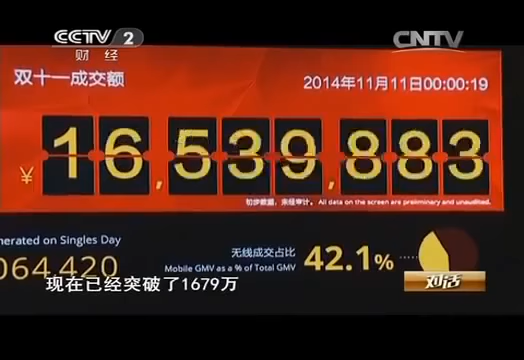 CCTV 2
财经
CNTV
双十一成交额
2014年11月11日00:00:19
¥16,539,883
初步数据，未经审计。 All data on the screen are preliminary and unaudited.
nerated on Singles Day
064,420
无线成交占比
Mobile GMV as a % of Total GMV
42.1%
现在已经突破了1679万
对话